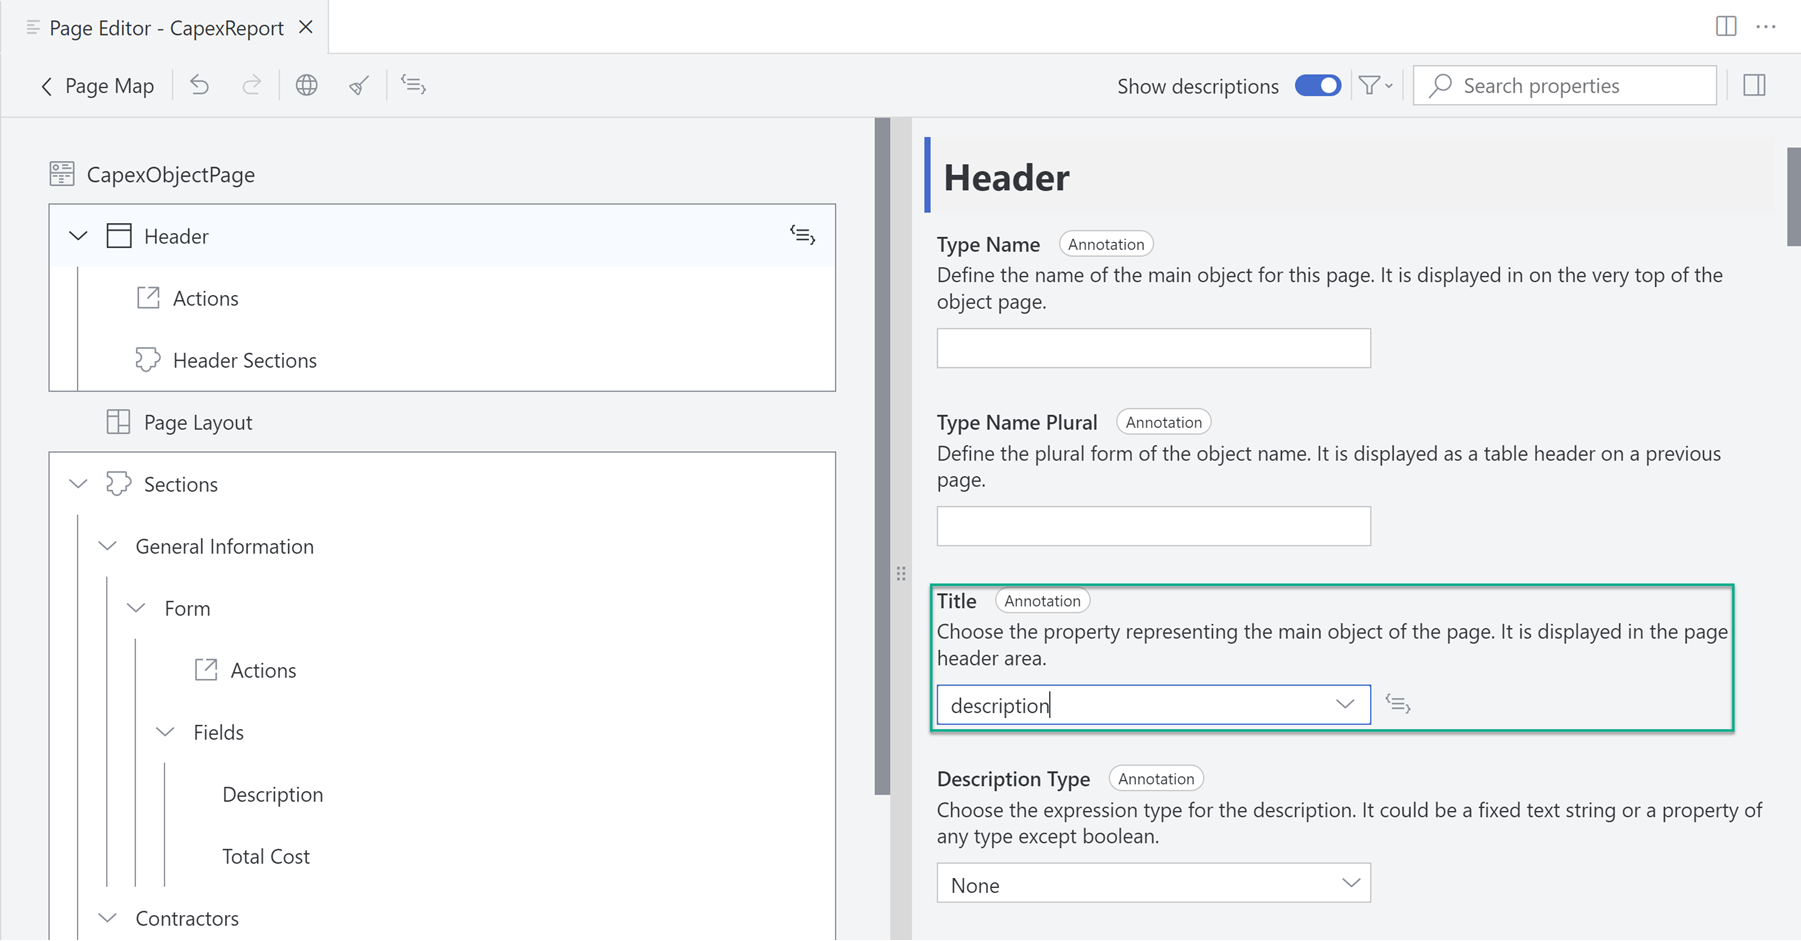 Page Editor - CapexReport
Page Map
Show descriptions
Search properties
CapexObjectPage
Header
Actions
Header Sections
Page Layout
Sections
General Information
Form
Actions
Fields
Description
Total Cost
Contractors
Header
Type Name Annotation
Define the name of the main object for this page. It is displayed in on the very top of the
object page.
Type Name Plural Annotation
Define the plural form of the object name. It is displayed as a table header on a previous
page.
Title Annotation
Choose the property representing the main object of the page. It is displayed in the page
header area.
description
Description Type Annotation
Choose the expression type for the description. It could be a fixed text string or a property of
any type except boolean.
None